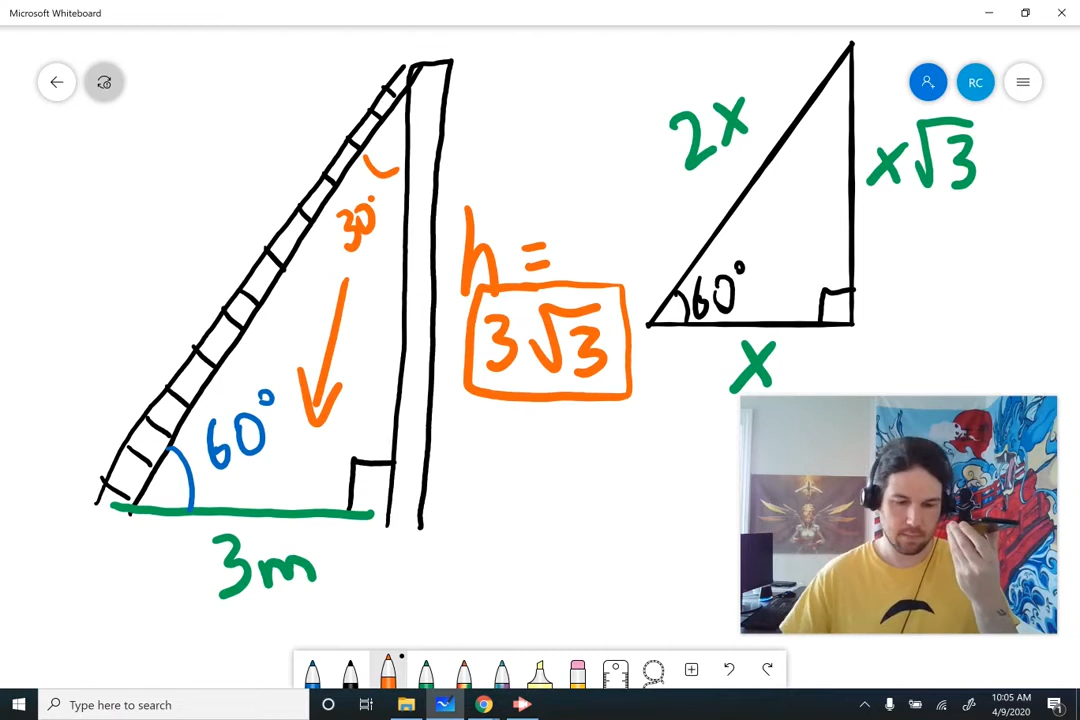 Microsoft Whiteboard
RC
2x
x√3
30°
h =
3√3
60°
60°
x
3m
Type here to search
10:05 AM
4/9/2020